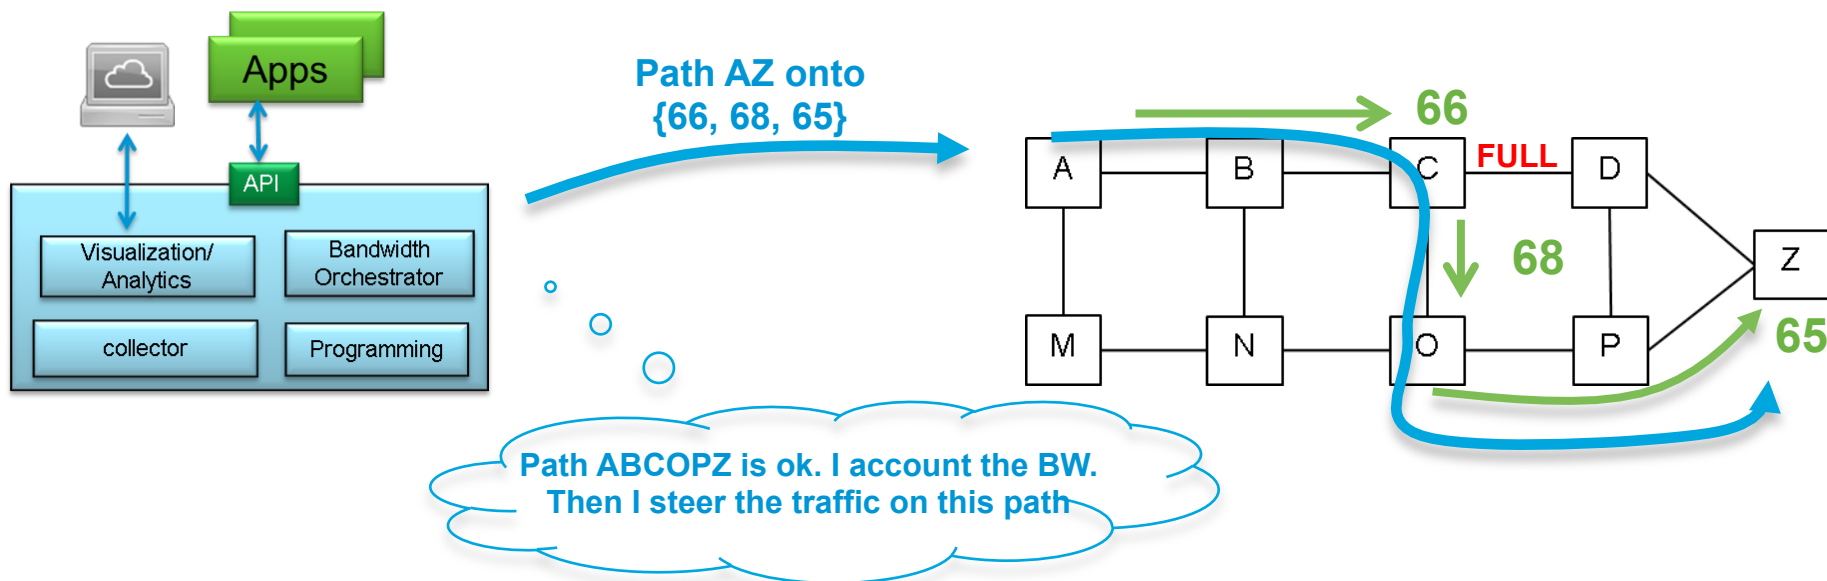 Apps
API
Visualization/
Analytics
Bandwidth
Orchestrator
collector
Programming
Path AZ onto
{66, 68, 65}
Path ABCOPZ is ok. I account the BW.
Then I steer the traffic on this path
66
A
B
C
FULL
D
68
Z
M
N
O
P
65